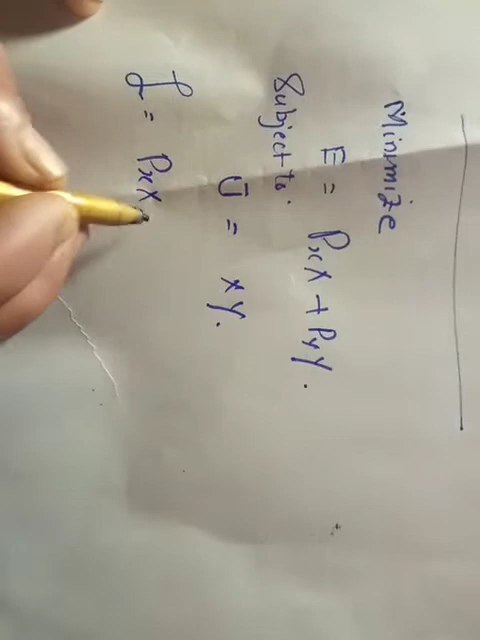 Minimize
E = PxX + PyY.
Subject to:
Ū = xy.
L = PxX